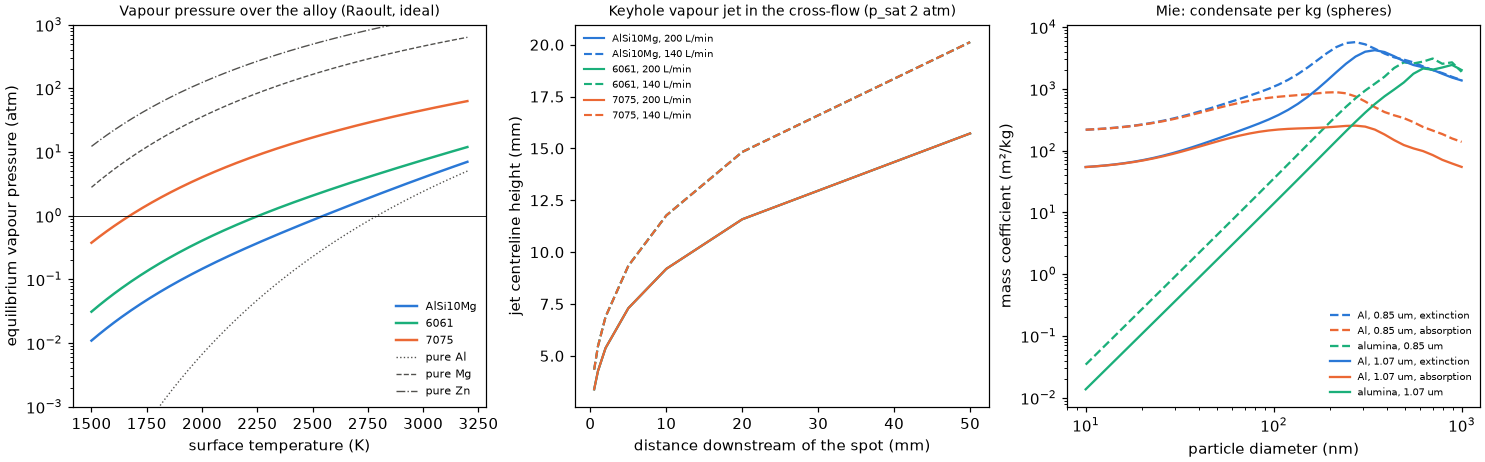 Vapour pressure over the alloy (Raoult, ideal)
equilibrium vapour pressure (atm)
10³
10²
10¹
10⁰
10⁻¹
10⁻²
10⁻³
AlSi10Mg
6061
7075
pure Al
pure Mg
pure Zn
1500 1750 2000 2250 2500 2750 3000 3250
surface temperature (K)
Keyhole vapour jet in the cross-flow (p_sat 2 atm)
jet centreline height (mm)
20.0
17.5
15.0
12.5
10.0
7.5
5.0
AlSi10Mg, 200 L/min
AlSi10Mg, 140 L/min
6061, 200 L/min
6061, 140 L/min
7075, 200 L/min
7075, 140 L/min
0 10 20 30 40 50
distance downstream of the spot (mm)
Mie: condensate per kg (spheres)
mass coefficient (m²/kg)
10⁴
10³
10²
10¹
10⁰
10⁻¹
10⁻²
Al, 0.85 um, extinction
Al, 0.85 um, absorption
alumina, 0.85 um
Al, 1.07 um, extinction
Al, 1.07 um, absorption
alumina, 1.07 um
10¹ 10² 10³
particle diameter (nm)